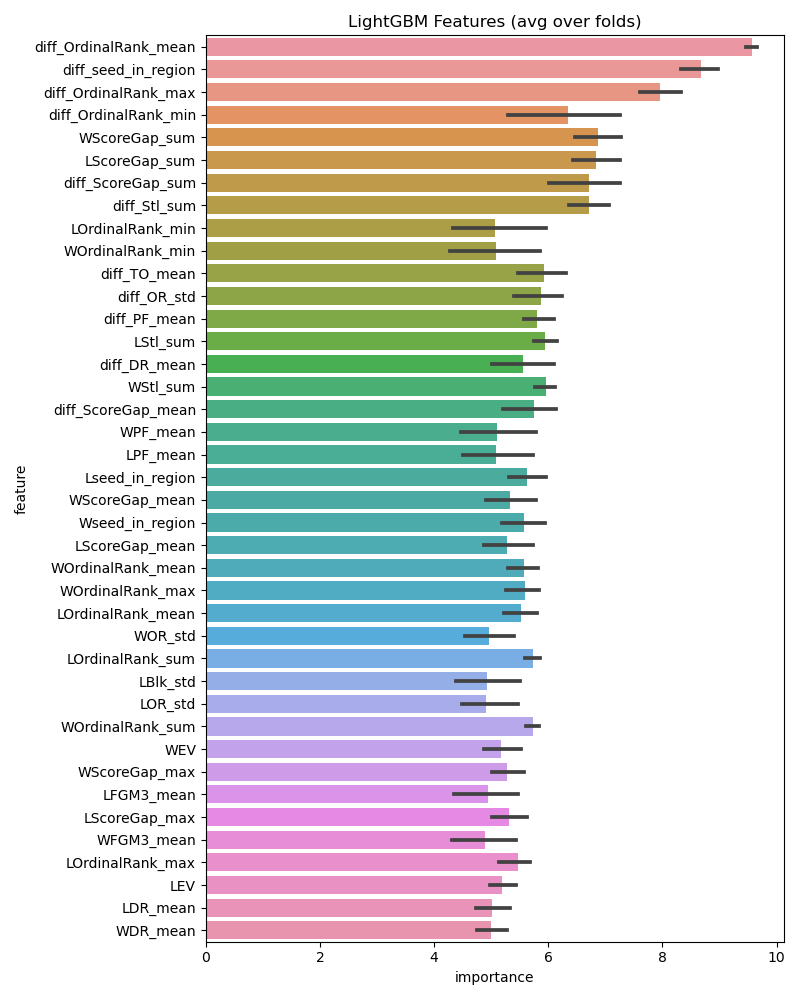 LightGBM Features (avg over folds)
feature
diff_OrdinalRank_mean
diff_seed_in_region
diff_OrdinalRank_max
diff_OrdinalRank_min
WScoreGap_sum
LScoreGap_sum
diff_ScoreGap_sum
diff_Stl_sum
LOrdinalRank_min
WOrdinalRank_min
diff_TO_mean
diff_OR_std
diff_PF_mean
LStl_sum
diff_DR_mean
WStl_sum
diff_ScoreGap_mean
WPF_mean
LPF_mean
Lseed_in_region
WScoreGap_mean
Wseed_in_region
LScoreGap_mean
WOrdinalRank_mean
WOrdinalRank_max
LOrdinalRank_mean
WOR_std
LOrdinalRank_sum
LBlk_std
LOR_std
WOrdinalRank_sum
WEV
WScoreGap_max
LFGM3_mean
LScoreGap_max
WFGM3_mean
LOrdinalRank_max
LEV
LDR_mean
WDR_mean
0 2 4 6 8 10
importance